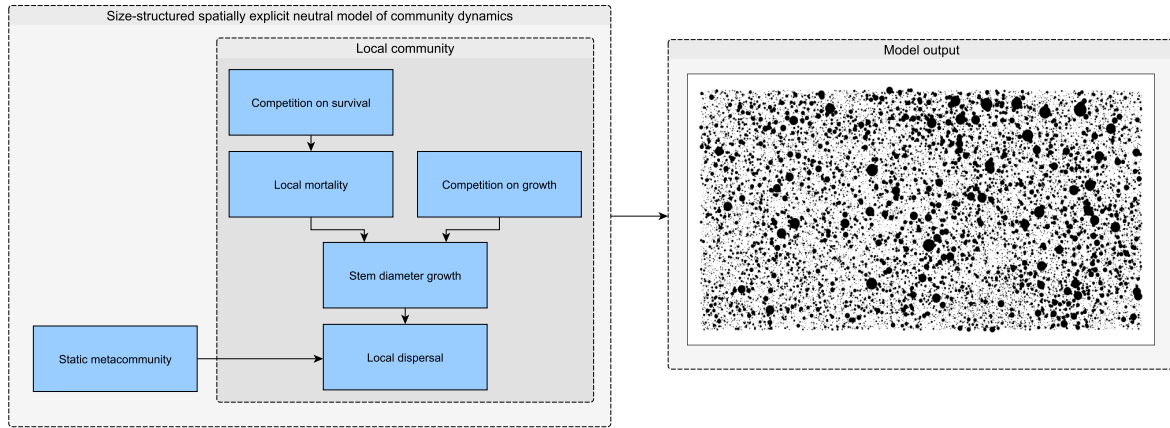 Size-structured spatially explicit neutral model of community dynamics
Local community
Competition on survival
Local mortality
Competition on growth
Stem diameter growth
Static metacommunity
Local dispersal
Model output